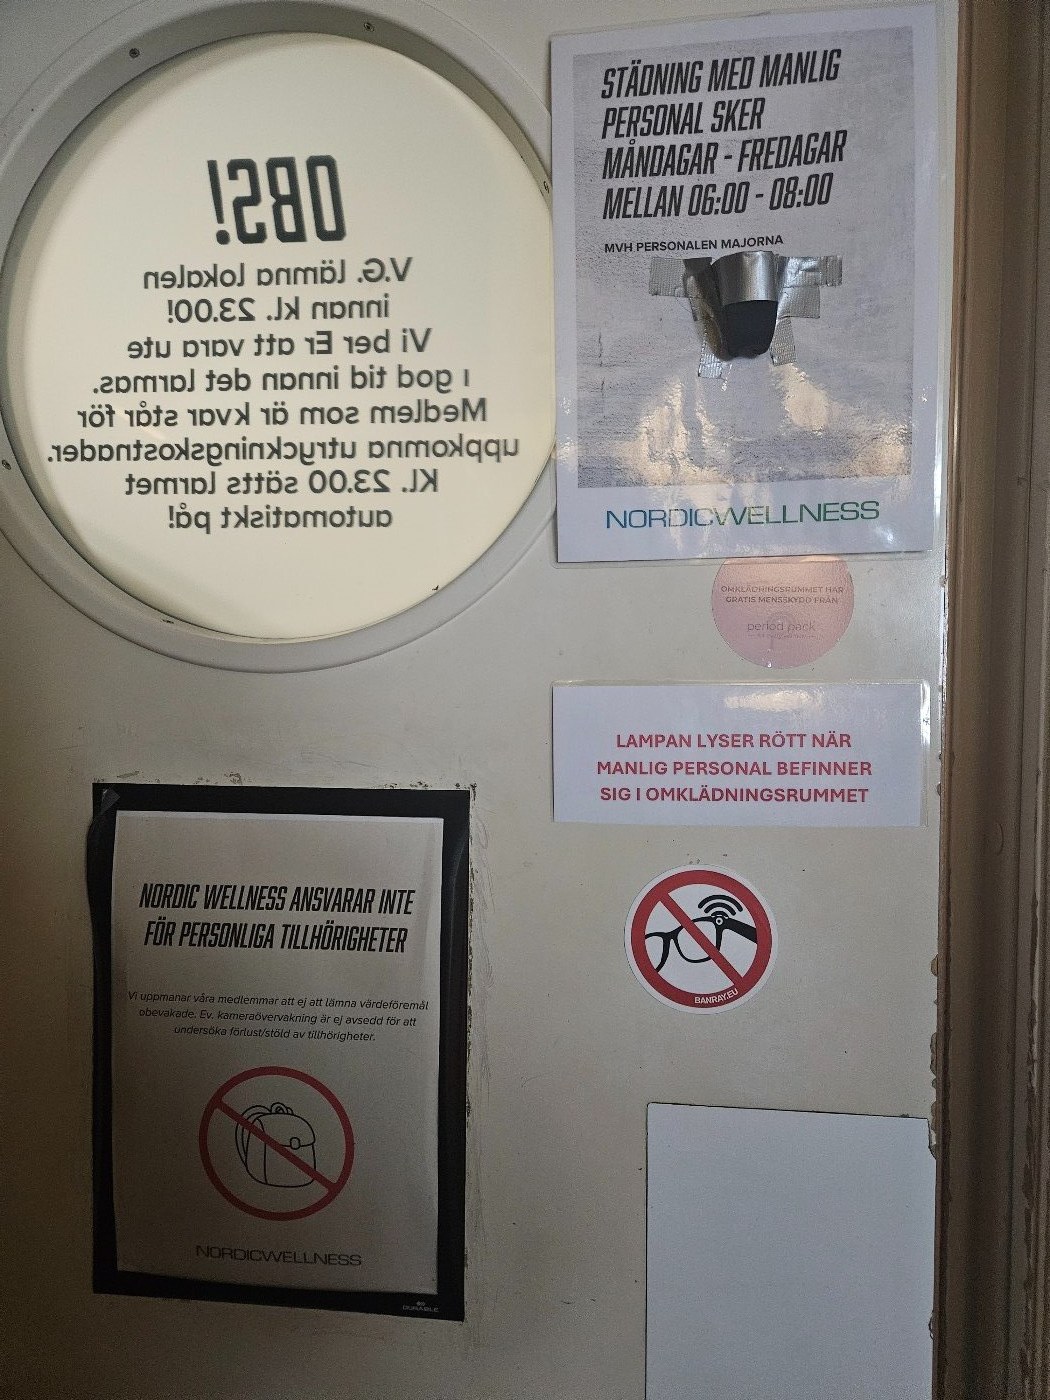 OBS!
V.G. lämna lokalen
innan kl. 23.00!
Vi ber Er att vara ute
i god tid innan det larmas.
Medlem som är kvar står för
uppkomna utryckningskostnader.
Kl. 23.00 sätts larmet
automatiskt på!
STÄDNING MED MANLIG
PERSONAL SKER
MÅNDAGAR - FREDAGAR
MELLAN 06:00 - 08:00
MVH PERSONALEN MAJORNA
NORDICWELLNESS
OMKLÄDNINGSRUMMET HAR
GRATIS MENSSKYDD FRÅN
period pack
LAMPAN LYSER RÖTT NÄR
MANLIG PERSONAL BEFINNER
SIG I OMKLÄDNINGSRUMMET
BANRAY.EU
NORDIC WELLNESS ANSVARAR INTE
FÖR PERSONLIGA TILLHÖRIGHETER
Vi uppmanar våra medlemmar att ej att lämna värdeföremål
obevakade. Ev. kameraövervakning är ej avsedd för att
undersöka förlust/stöld av tillhörigheter.
NORDICWELLNESS
DURABLE